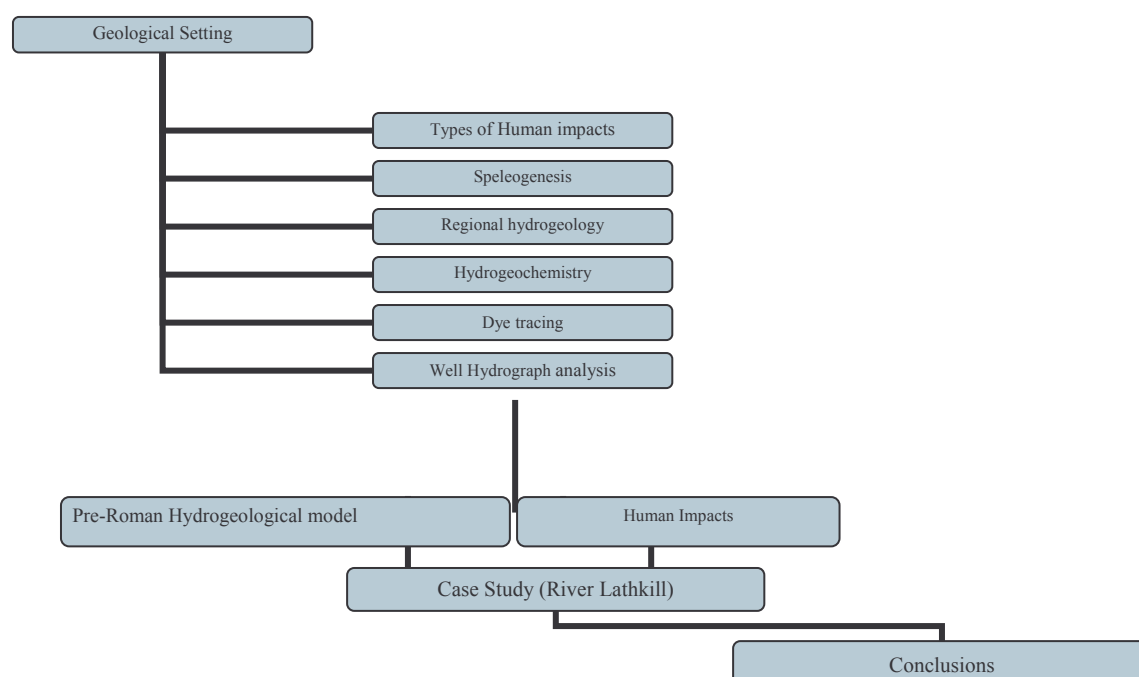 Geological Setting
Types of Human impacts
Speleogenesis
Regional hydrogeology
Hydrogeochemistry
Dye tracing
Well Hydrograph analysis
Pre-Roman Hydrogeological model
Human Impacts
Case Study (River Lathkill)
Conclusions